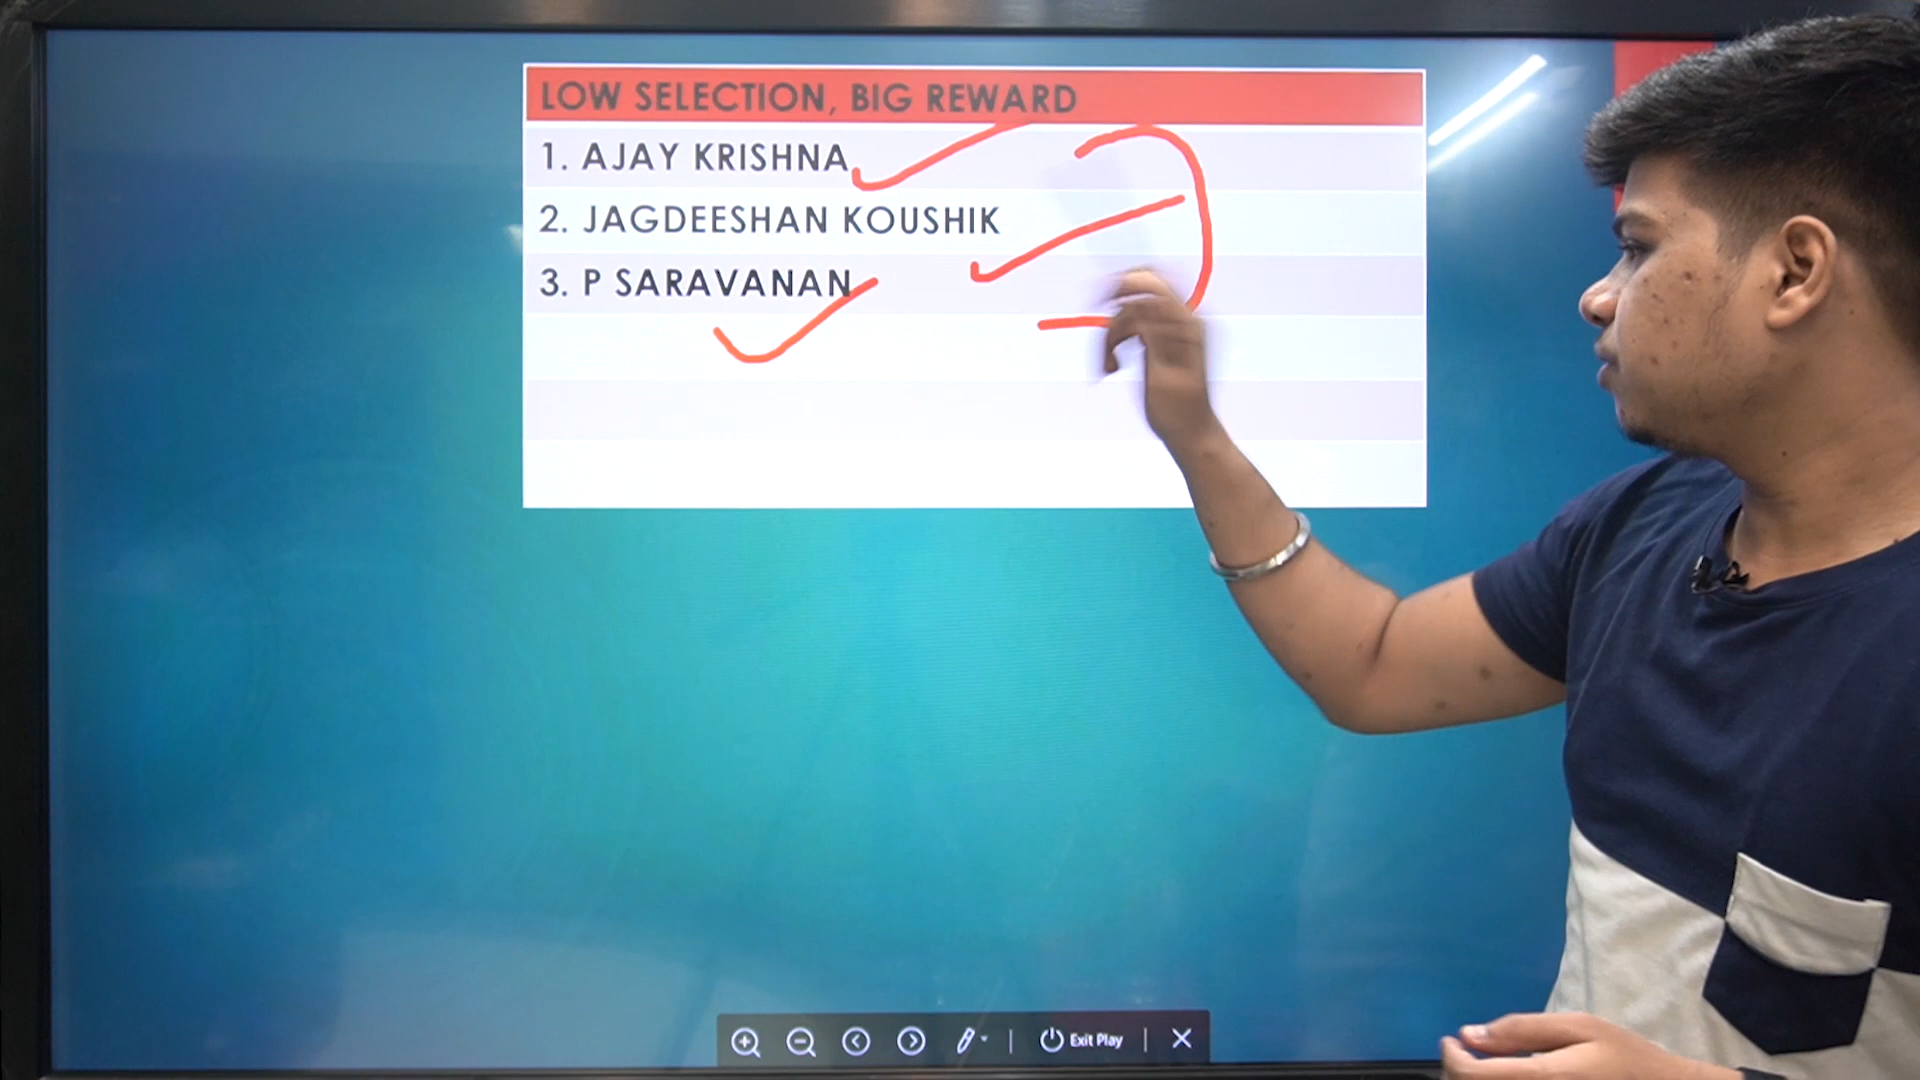 LOW SELECTION, BIG REWARD
1. AJAY KRISHNA
2. JAGDEESHAN KOUSHIK
3. P SARAVANAN
Exit Play